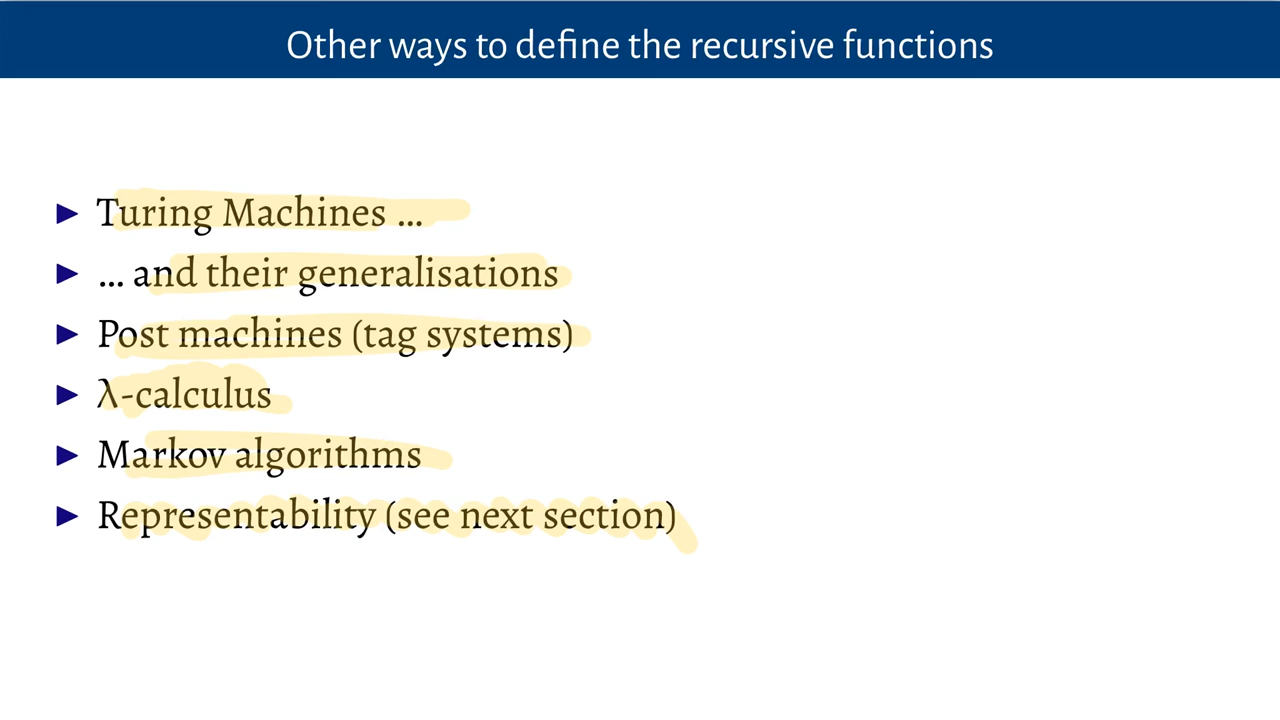 Other ways to define the recursive functions
▶ Turing Machines ...
▶ ... and their generalisations
▶ Post machines (tag systems)
▶ λ-calculus
▶ Markov algorithms
▶ Representability (see next section)